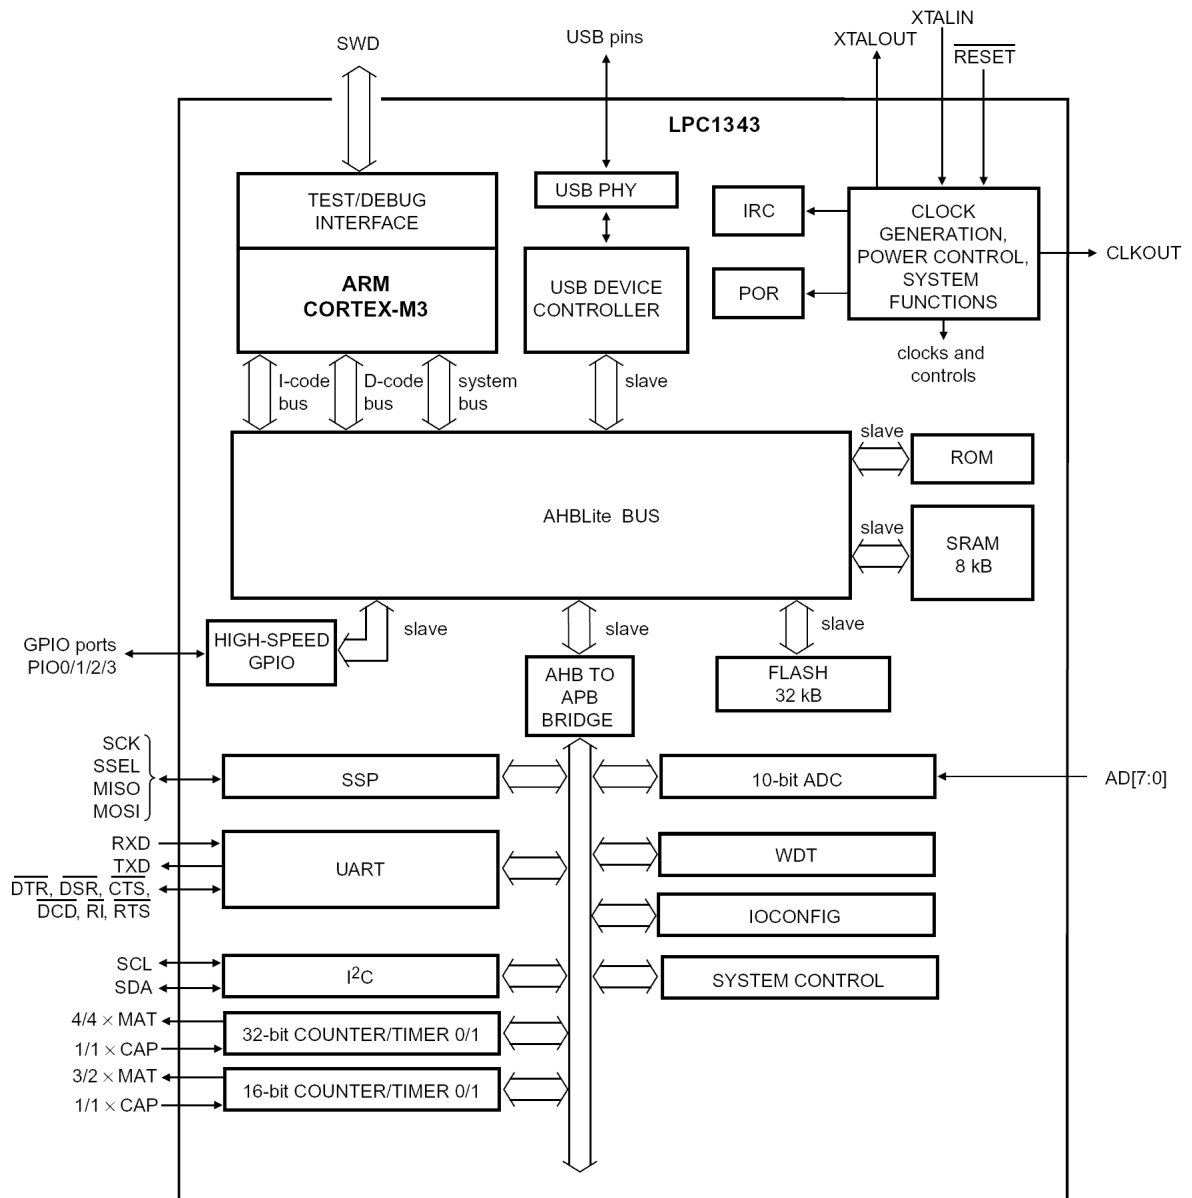 SWD
USB pins
XTALIN
XTALOUT
RESET
LPC1343
TEST/DEBUG
INTERFACE
ARM
CORTEX-M3
USB PHY
USB DEVICE
CONTROLLER
IRC
POR
CLOCK
GENERATION,
POWER CONTROL,
SYSTEM
FUNCTIONS
CLKOUT
clocks and
controls
I-code
bus
D-code
bus
system
bus
slave
AHBLite BUS
slave
ROM
slave
SRAM
8 kB
GPIO ports
PIO0/1/2/3
HIGH-SPEED
GPIO
slave
slave
slave
AHB TO
APB
BRIDGE
FLASH
32 kB
SCK
SSEL
MISO
MOSI
SSP
10-bit ADC
AD[7:0]
RXD
TXD
DTR, DSR, CTS,
DCD, RI, RTS
UART
WDT
IOCONFIG
SCL
SDA
I²C
SYSTEM CONTROL
4/4 × MAT
1/1 × CAP
32-bit COUNTER/TIMER 0/1
3/2 × MAT
1/1 × CAP
16-bit COUNTER/TIMER 0/1